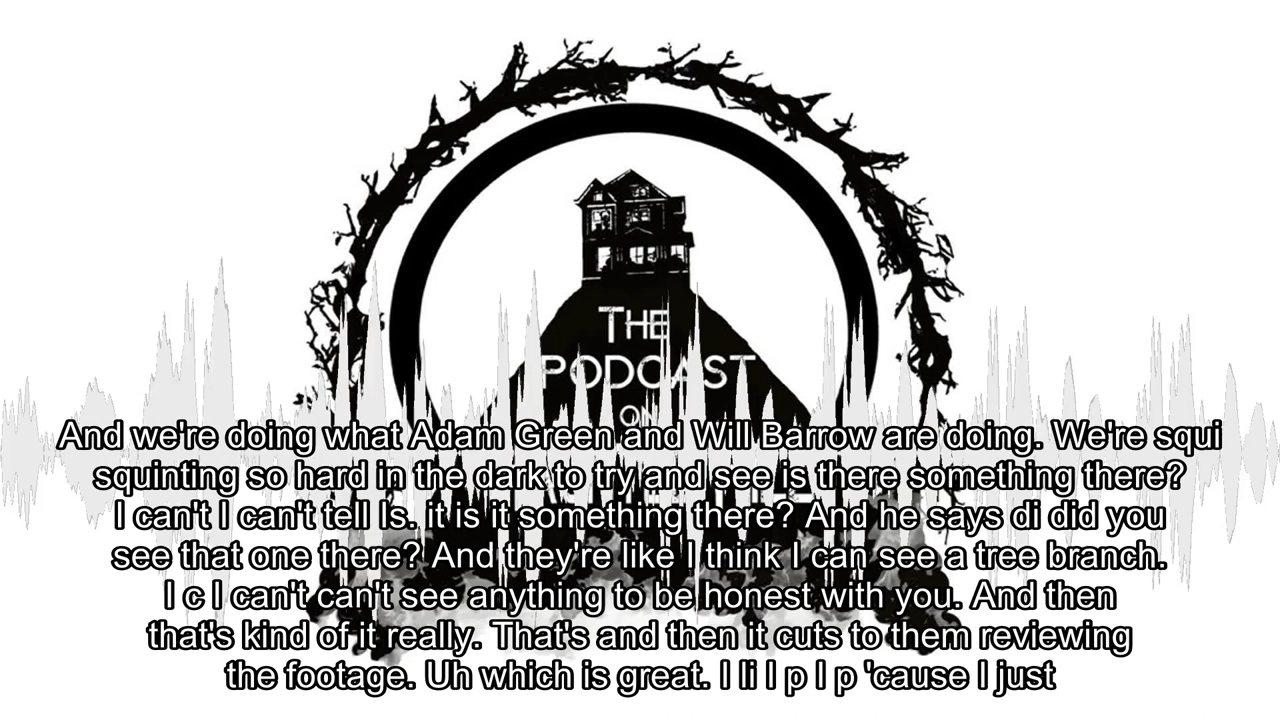 THE
PODCAST
ON
And we're doing what Adam Green and Will Barrow are doing. We're squi
squinting so hard in the dark to try and see is there something there?
I can't I can't tell Is. it is it something there? And he says di did you
see that one there? And they're like I think I can see a tree branch.
I c I can't can't see anything to be honest with you. And then
that's kind of it really. That's and then it cuts to them reviewing
the footage. Uh which is great. I li I p I p 'cause I just